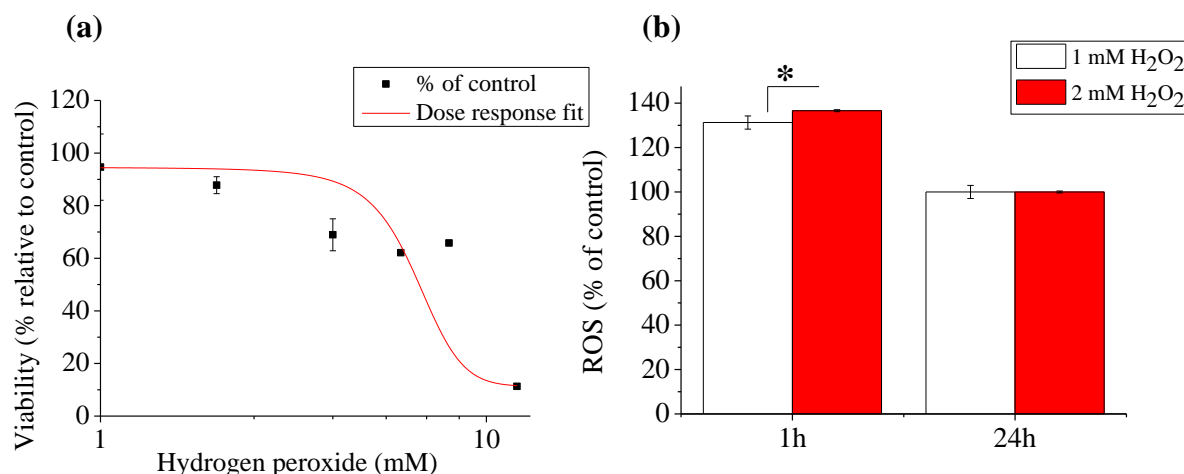 (a)
% of control
Dose response fit
Viability (% relative to control)
120
100
80
60
40
20
0
1
10
Hydrogen peroxide (mM)
(b)
1 mM H₂O₂
2 mM H₂O₂
*
ROS (% of control)
140
120
100
80
60
40
20
0
1h
24h